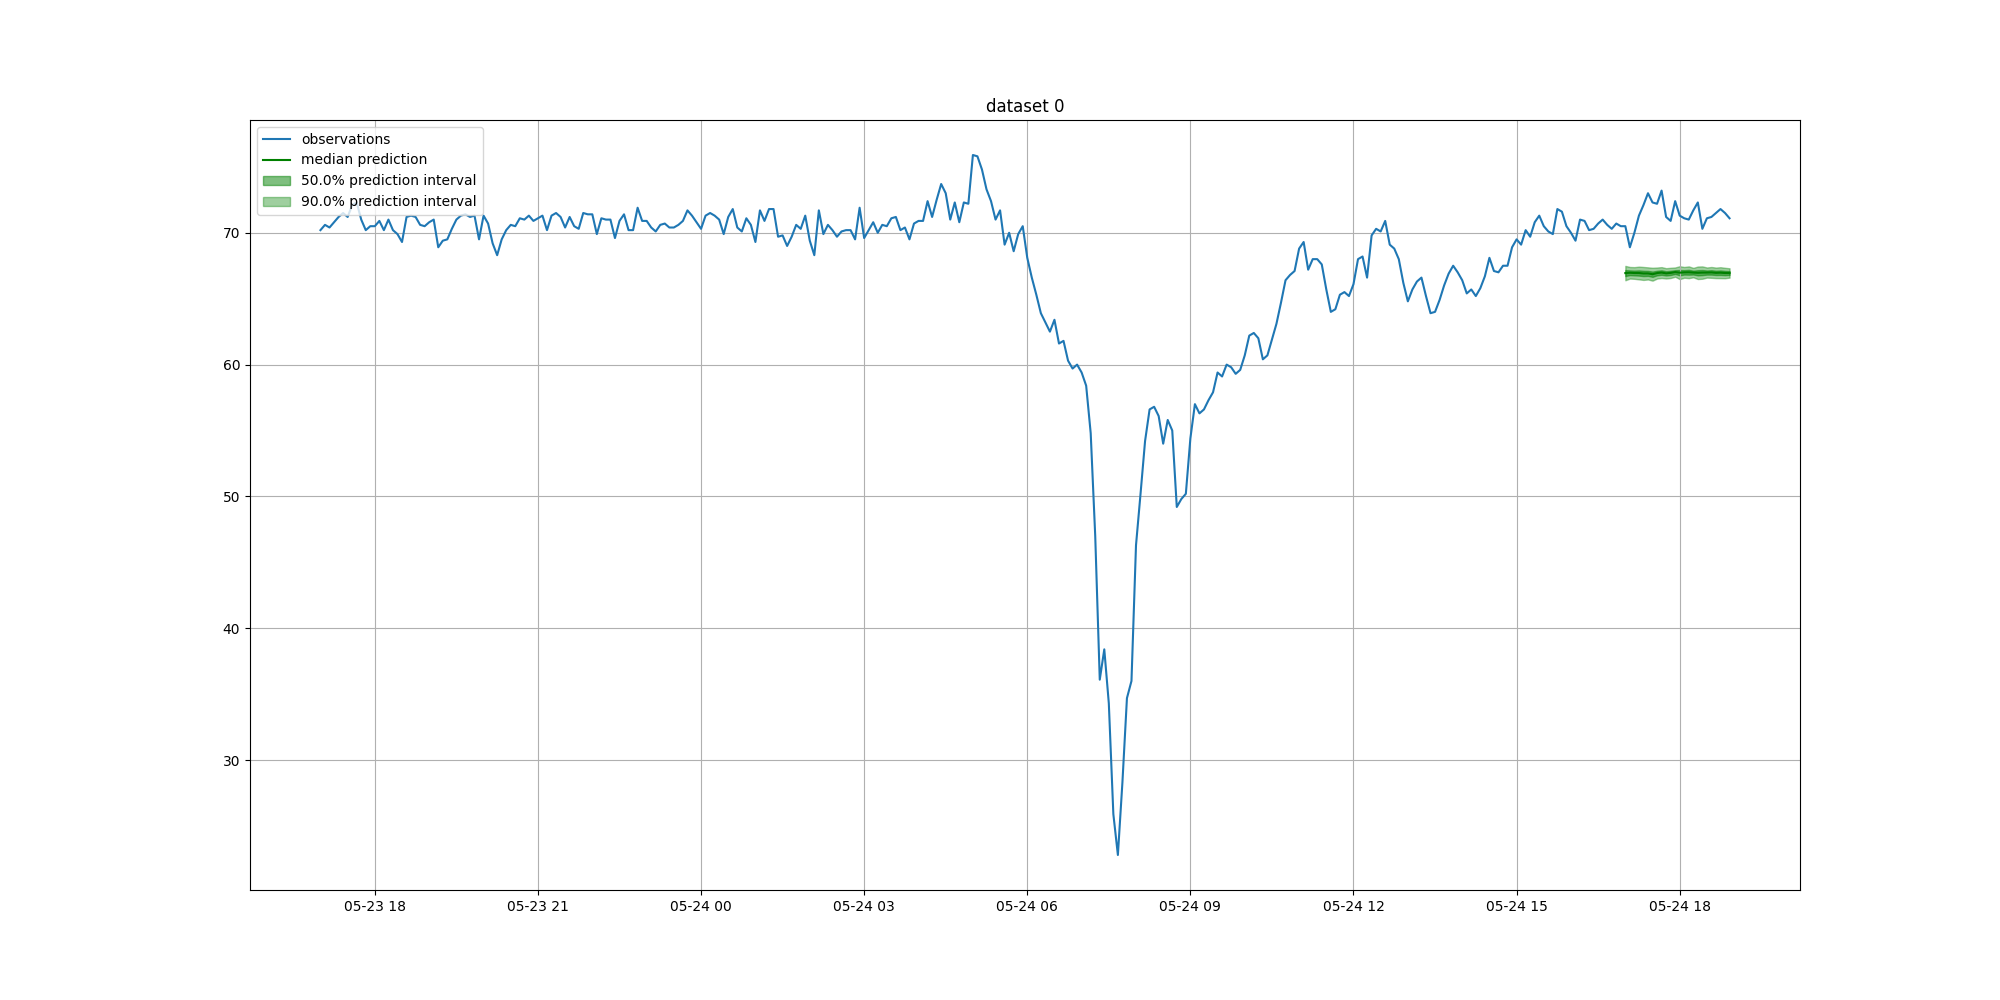 dataset 0
observations
median prediction
50.0% prediction interval
90.0% prediction interval
70
60
50
40
30
05-23 18
05-23 21
05-24 00
05-24 03
05-24 06
05-24 09
05-24 12
05-24 15
05-24 18